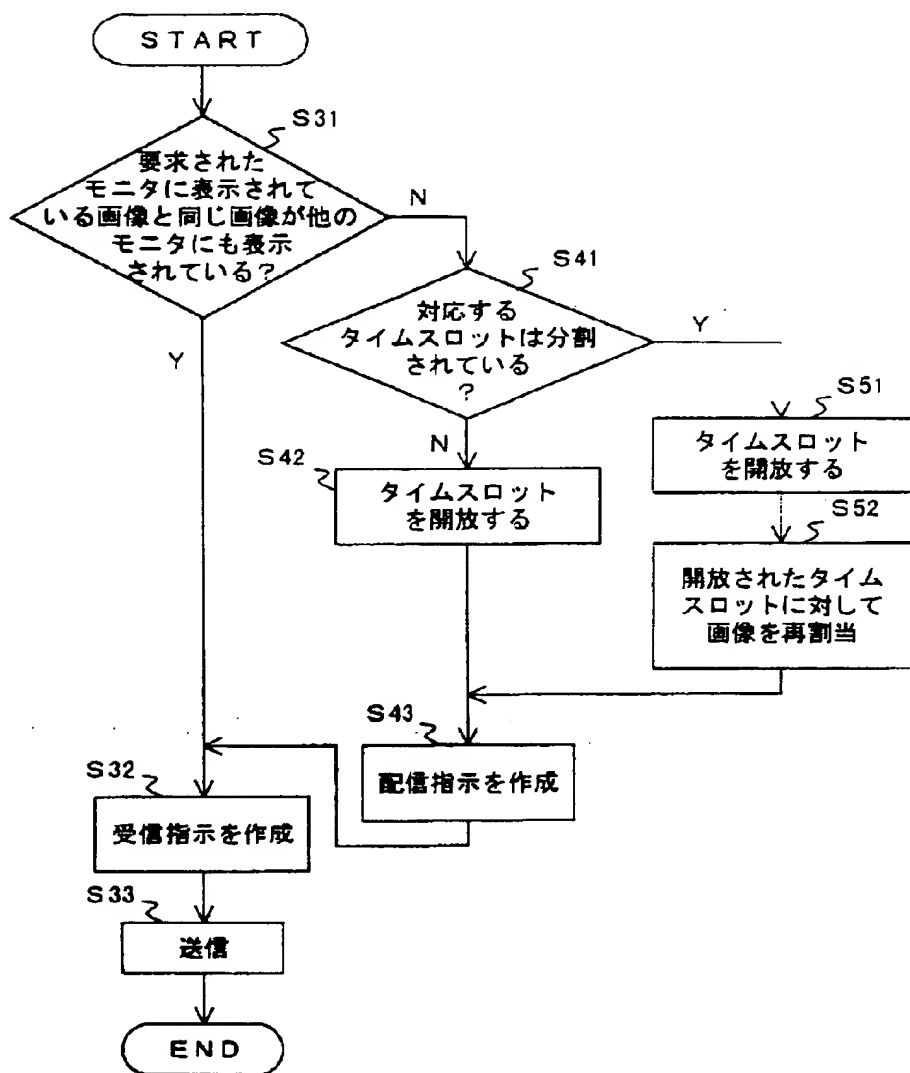 START
S31
要求された
モニタに表示されて
いる画像と同じ画像が他の
モニタにも表示
されている?
N
Y
S41
対応する
タイムスロットは分割
されている
?
Y
N
S42
タイムスロット
を開放する
S51
タイムスロット
を開放する
S52
開放されたタイム
スロットに対して
画像を再割当
S43
配信指示を作成
S32
受信指示を作成
S33
送信
END